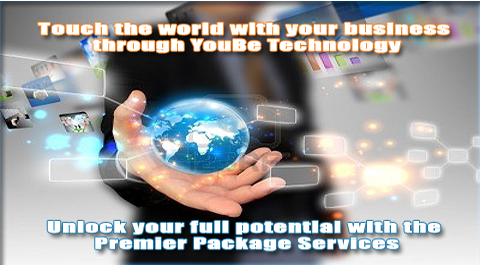 Touch the world with your business
through YouBe Technology
Unlock your full potential with the
Premier Package Services